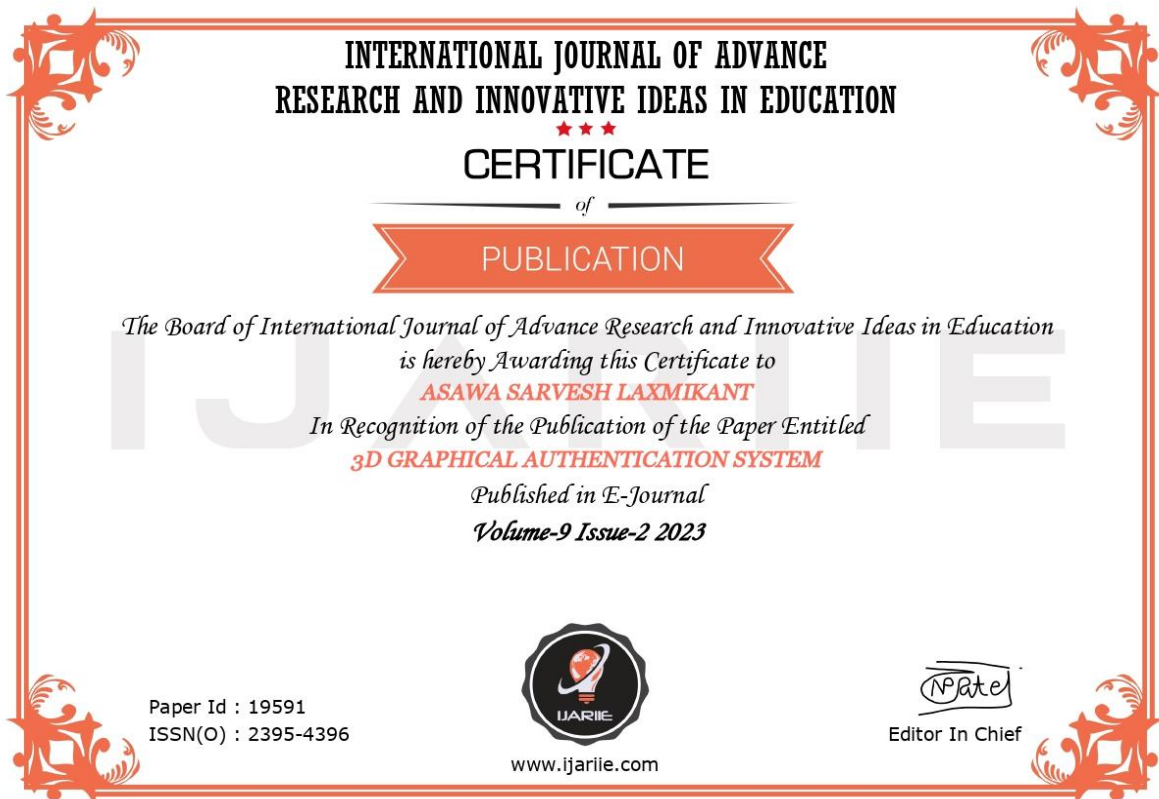 INTERNATIONAL JOURNAL OF ADVANCE
RESEARCH AND INNOVATIVE IDEAS IN EDUCATION
CERTIFICATE
of
PUBLICATION
The Board of International Journal of Advance Research and Innovative Ideas in Education
is hereby Awarding this Certificate to
ASAWA SARVESH LAXMIKANT
In Recognition of the Publication of the Paper Entitled
3D GRAPHICAL AUTHENTICATION SYSTEM
Published in E-Journal
Volume-9 Issue-2 2023
IJARIIE
Paper Id : 19591
ISSN(O) : 2395-4396
IJARIIE
www.ijariie.com
Editor In Chief